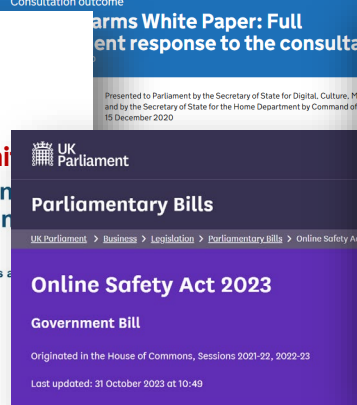 Consultation outcome
arms White Paper: Full
ent response to the consulta
Presented to Parliament by the Secretary of State for Digital, Culture, M
and by the Secretary of State for the Home Department by Command of
15 December 2020
UK
Parliament
Parliamentary Bills
UK Parliament > Business > Legislation > Parliamentary Bills > Online Safety A
Online Safety Act 2023
Government Bill
Originated in the House of Commons, Sessions 2021-22, 2022-23
Last updated: 31 October 2023 at 10:49